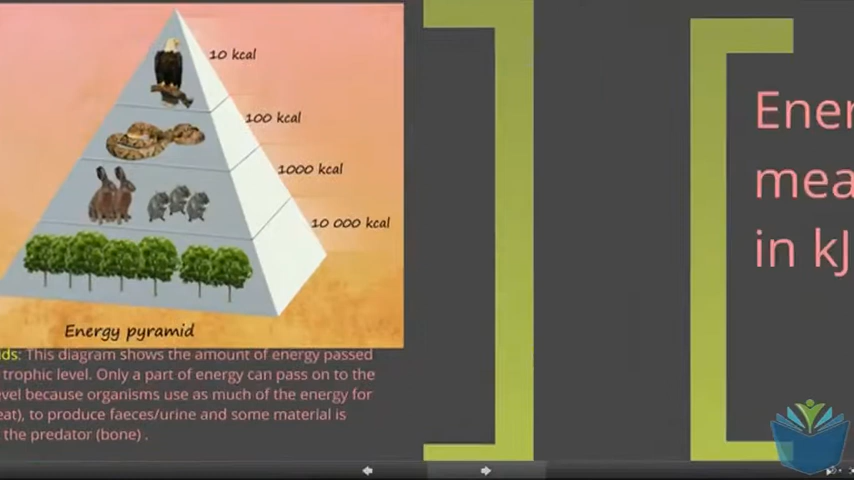 10 kcal
100 kcal
1000 kcal
10 000 kcal
Energy pyramid
ids: This diagram shows the amount of energy passed
trophic level. Only a part of energy can pass on to the
evel because organisms use as much of the energy for
eat), to produce faeces/urine and some material is
the predator (bone) .
Ener
mea
in kJ